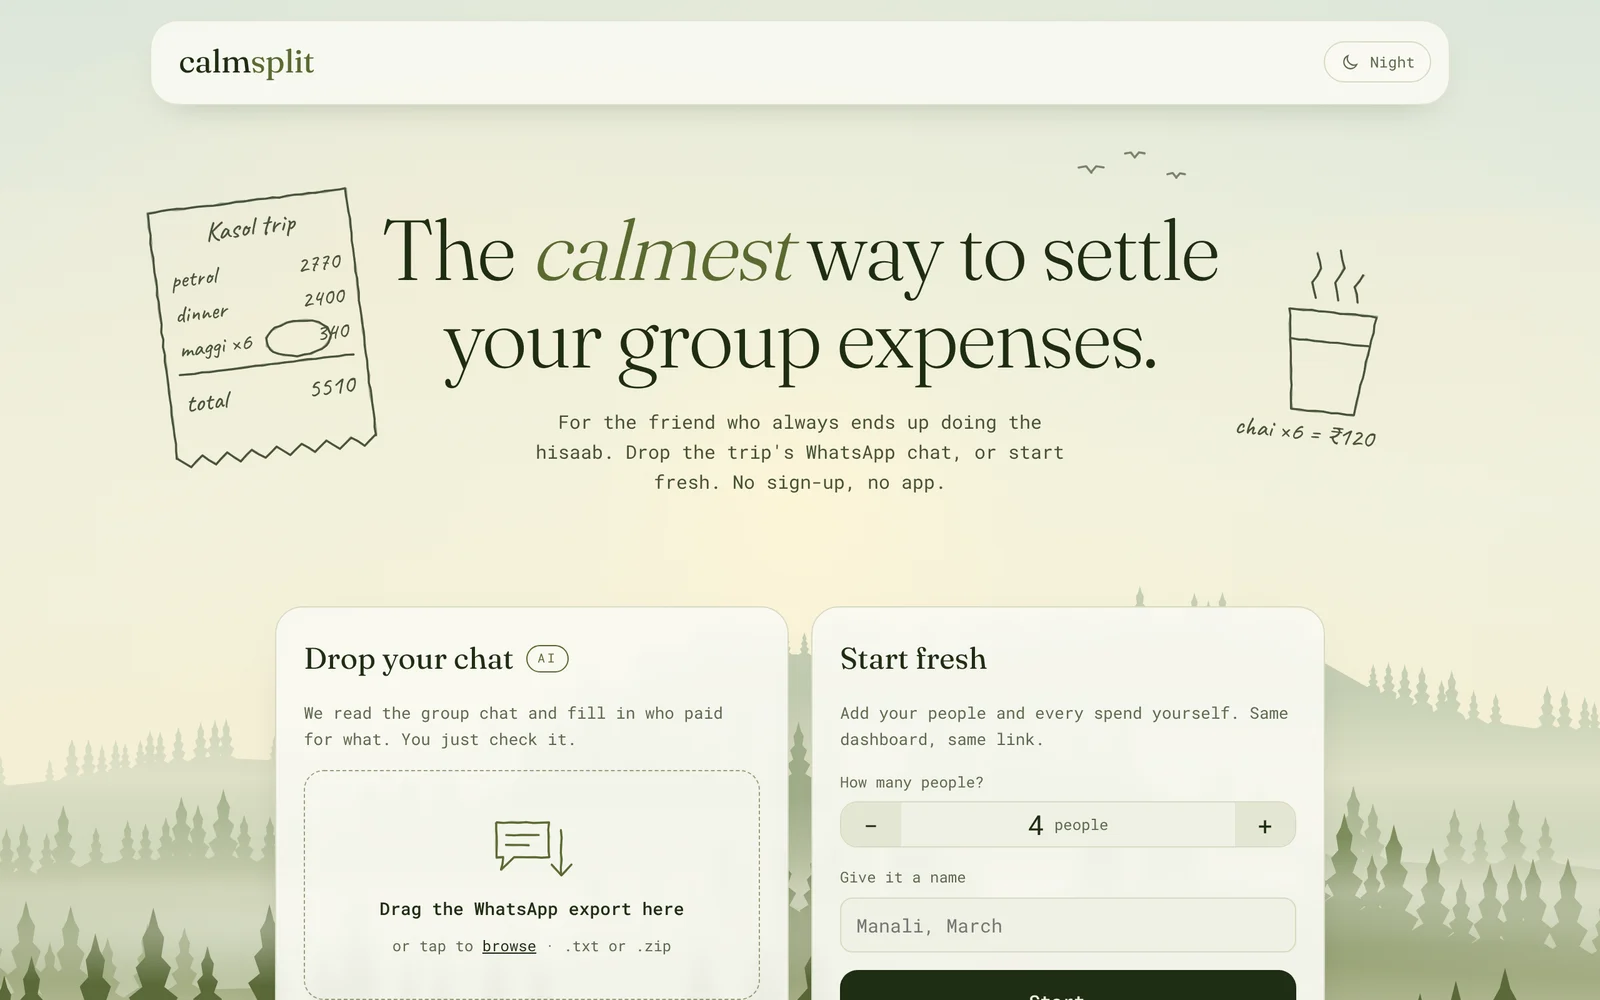 calmsplit
Night
Kasol trip
petrol 2770
dinner 2400
maggi ×6 340
total 5510
The calmest way to settle
your group expenses.
chai ×6 = ₹120
For the friend who always ends up doing the
hisaab. Drop the trip's WhatsApp chat, or start
fresh. No sign-up, no app.
Drop your chat AI
We read the group chat and fill in who paid
for what. You just check it.
Drag the WhatsApp export here
or tap to browse · .txt or .zip
Start fresh
Add your people and every spend yourself. Same
dashboard, same link.
How many people?
− 4 people +
Give it a name
Manali, March
Start